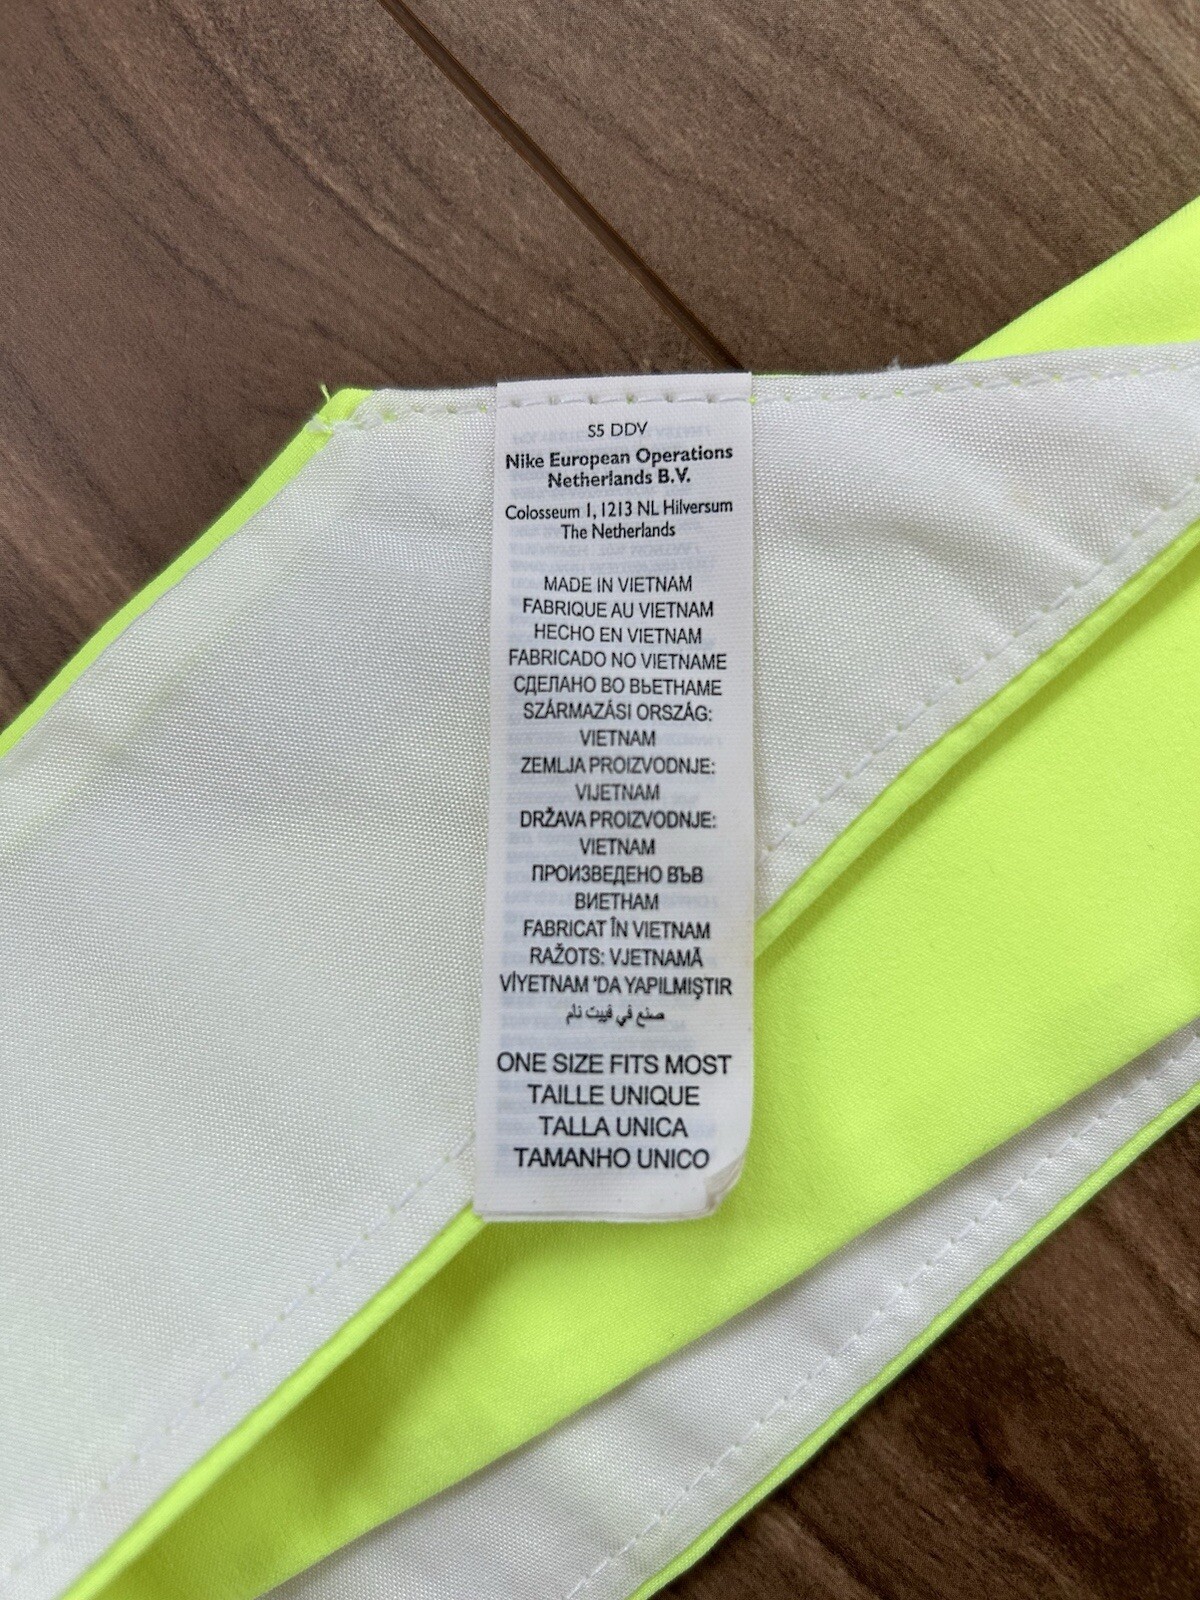 S5 DDV
Nike European Operations
Netherlands B.V.
Colosseum 1, 1213 NL Hilversum
The Netherlands
MADE IN VIETNAM
FABRIQUE AU VIETNAM
HECHO EN VIETNAM
FABRICADO NO VIETNAME
СДЕЛАНО ВО ВЬЕТНАМЕ
SZÁRMAZÁSI ORSZÁG:
VIETNAM
ZEMLJA PROIZVODNJE:
VIJETNAM
DRŽAVA PROIZVODNJE:
VIETNAM
ПРОИЗВЕДЕНО ВЪВ
ВИЕТНАМ
FABRICAT ÎN VIETNAM
RAŽOTS: VJETNAMĀ
VİYETNAM 'DA YAPILMIŞTIR
صنع في فييت نام
ONE SIZE FITS MOST
TAILLE UNIQUE
TALLA UNICA
TAMANHO UNICO